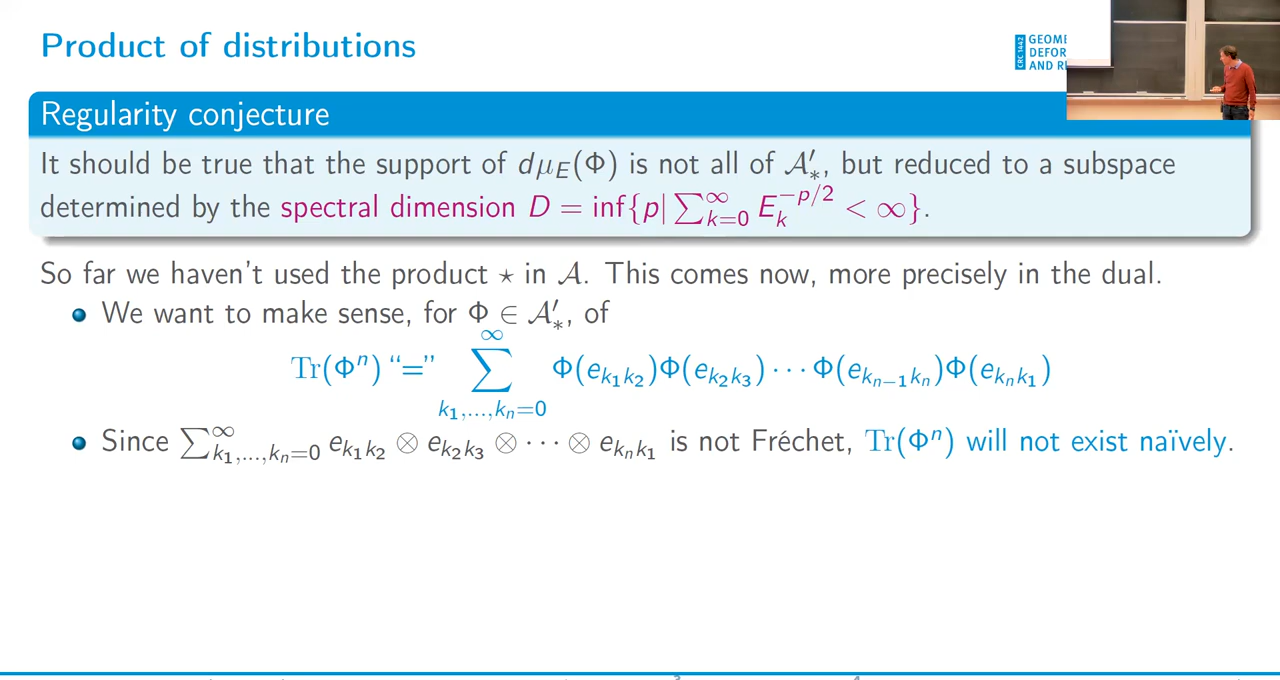 Product of distributions
CRC 1442
GEOME
DEFOR
AND R
Regularity conjecture
It should be true that the support of dμ_E(Φ) is not all of 𝒜′_*, but reduced to a subspace
determined by the spectral dimension D = inf{p| ∑_{k=0}^∞ E_k^{−p/2} < ∞}.
So far we haven't used the product ⋆ in 𝒜. This comes now, more precisely in the dual.
We want to make sense, for Φ ∈ 𝒜′_*, of
Tr(Φ^n) “=” ∑_{k_1,...,k_n=0}^∞ Φ(e_{k_1k_2})Φ(e_{k_2k_3}) ··· Φ(e_{k_{n−1}k_n})Φ(e_{k_nk_1})
Since ∑_{k_1,...,k_n=0}^∞ e_{k_1k_2} ⊗ e_{k_2k_3} ⊗ ··· ⊗ e_{k_nk_1} is not Fréchet, Tr(Φ^n) will not exist naïvely.